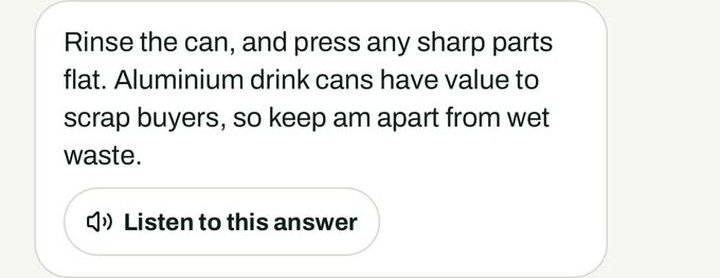 Rinse the can, and press any sharp parts
flat. Aluminium drink cans have value to
scrap buyers, so keep am apart from wet
waste.
Listen to this answer